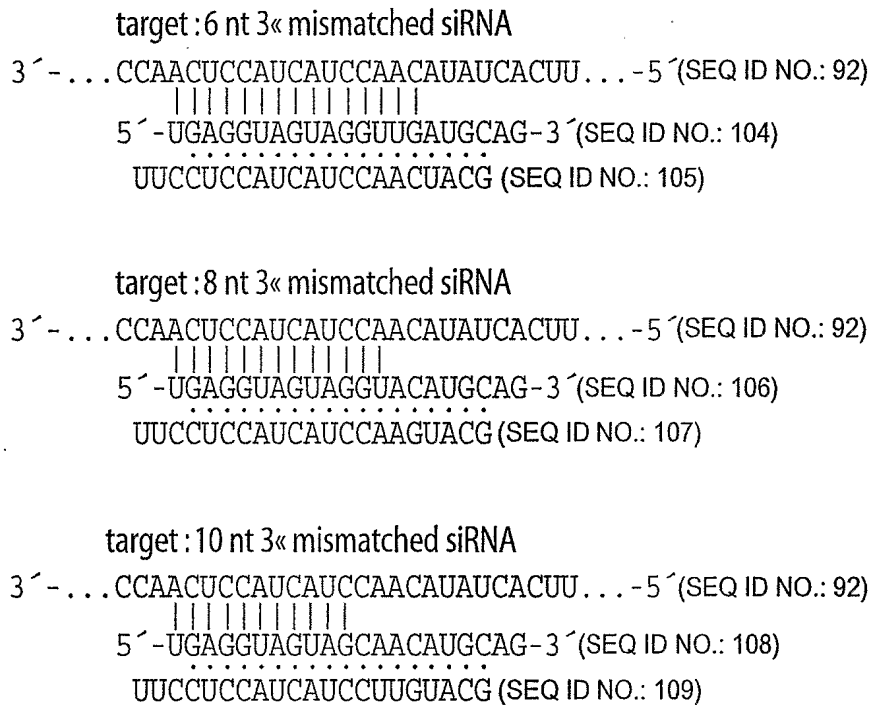 target : 6 nt 3« mismatched siRNA
3´-...CCAACUCCAUCAUCCAACAUAUCACUU...-5´(SEQ ID NO.: 92)
5´-UGAGGUAGUAGGUUGAUGCAG-3´(SEQ ID NO.: 104)
UUCCUCCAUCAUCCAACUACG (SEQ ID NO.: 105)
target : 8 nt 3« mismatched siRNA
3´-...CCAACUCCAUCAUCCAACAUAUCACUU...-5´(SEQ ID NO.: 92)
5´-UGAGGUAGUAGGUACAUGCAG-3´(SEQ ID NO.: 106)
UUCCUCCAUCAUCCAAGUACG (SEQ ID NO.: 107)
target : 10 nt 3« mismatched siRNA
3´-...CCAACUCCAUCAUCCAACAUAUCACUU...-5´(SEQ ID NO.: 92)
5´-UGAGGUAGUAGCAACAUGCAG-3´(SEQ ID NO.: 108)
UUCCUCCAUCAUCCUUGUACG (SEQ ID NO.: 109)